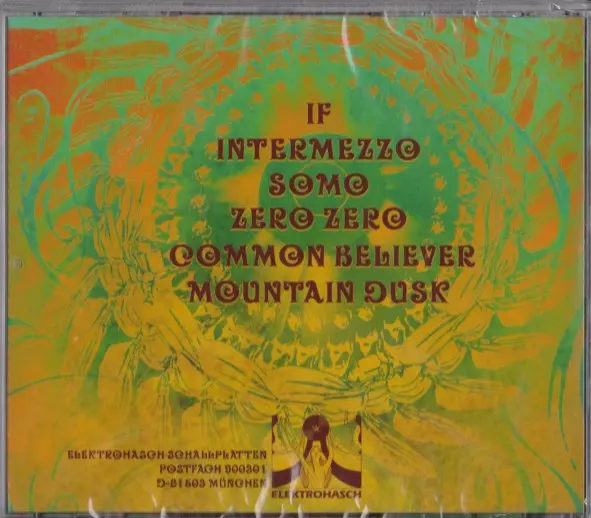 IF
INTERMEZZO
SOMO
ZERO ZERO
COMMON BELIEVER
MOUNTAIN DUSK
ELEKTROHASCH SCHALLPLATTEN
POSTFACH 900301
D-81503 MÜNCHEN
ELEKTROHASCH